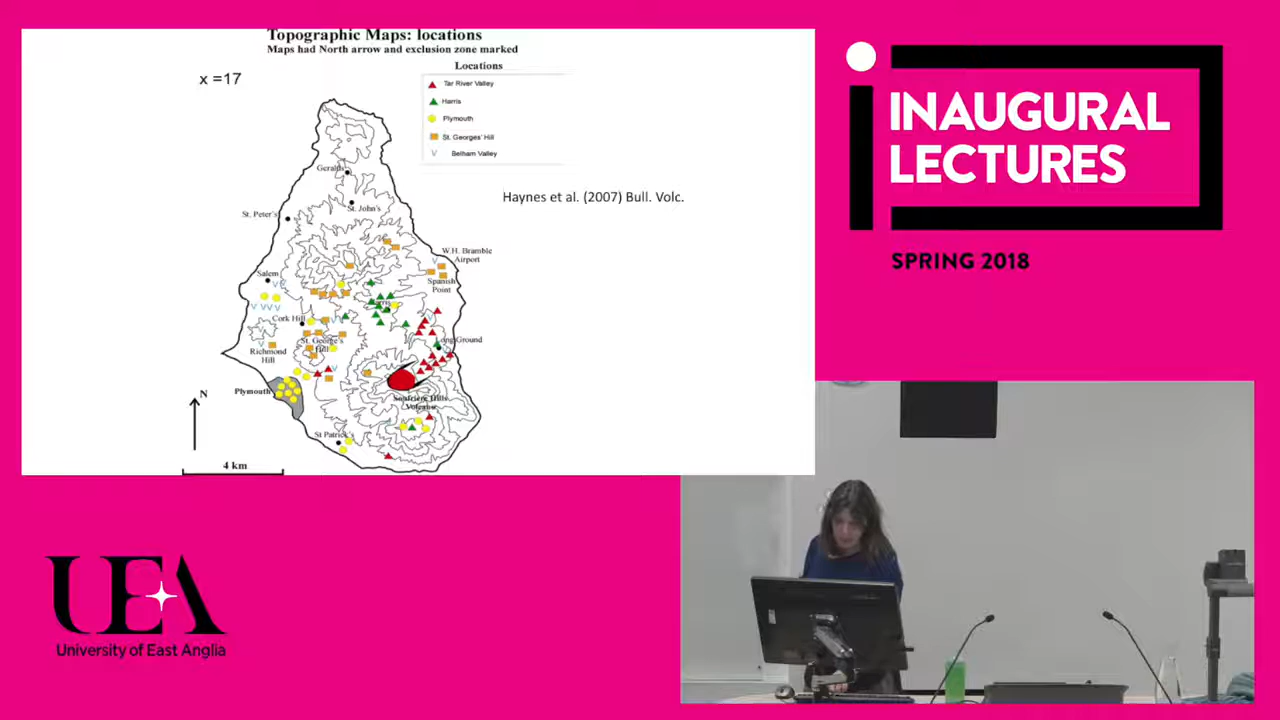 Topographic Maps: locations
Maps had North arrow and exclusion zone marked
x =17
Locations
Tar River Valley
Harris
Plymouth
St. Georges' Hill
Belham Valley
Haynes et al. (2007) Bull. Volc.
Geralds
St. John's
St. Peter's
W.H. Bramble
Airport
Salem
Spanish
Point
Harris
Cork Hill
St. George's
Hill
Long Ground
Richmond
Hill
Plymouth
Soufriere Hills
Volcano
N
St Patrick's
4 km
INAUGURAL
LECTURES
SPRING 2018
UEA
University of East Anglia